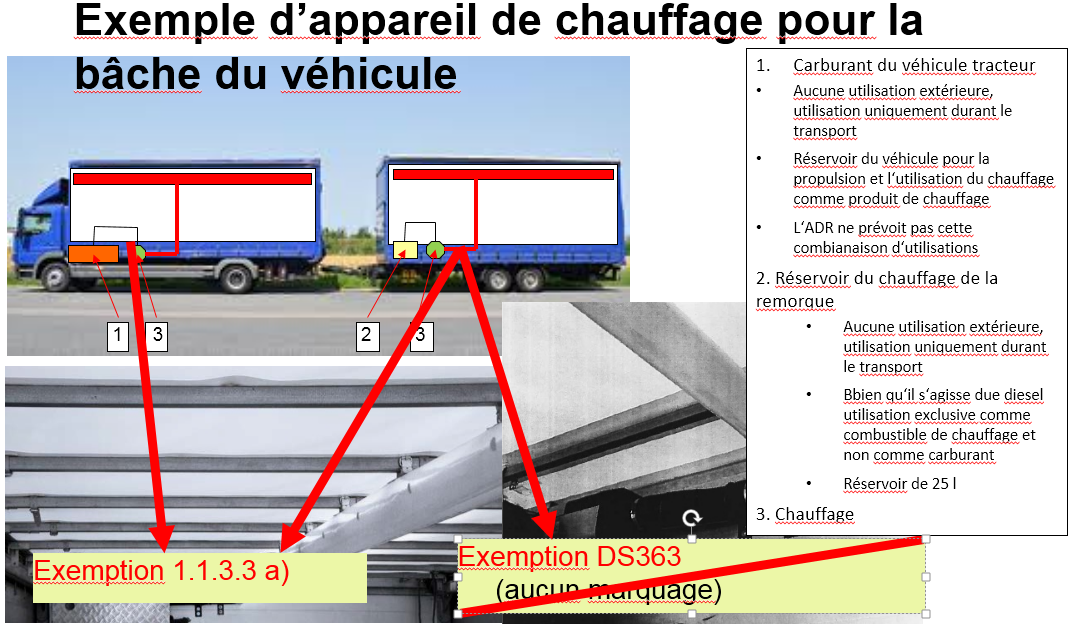 Exemple d’appareil de chauffage pour la
bâche du véhicule
1. Carburant du véhicule tracteur
• Aucune utilisation extérieure,
utilisation uniquement durant le
transport
• Réservoir du véhicule pour la
propulsion et l‘utilisation du chauffage
comme produit de chauffage
• L‘ADR ne prévoit pas cette
combianaison d‘utilisations
2. Réservoir du chauffage de la
remorque
• Aucune utilisation extérieure,
utilisation uniquement durant
le transport
• Bbien qu‘il s‘agisse due diesel
utilisation exclusive comme
combustible de chauffage et
non comme carburant
• Réservoir de 25 l
3. Chauffage
1
3
2
3
Exemption 1.1.3.3 a)
Exemption DS363
(aucun marquage)